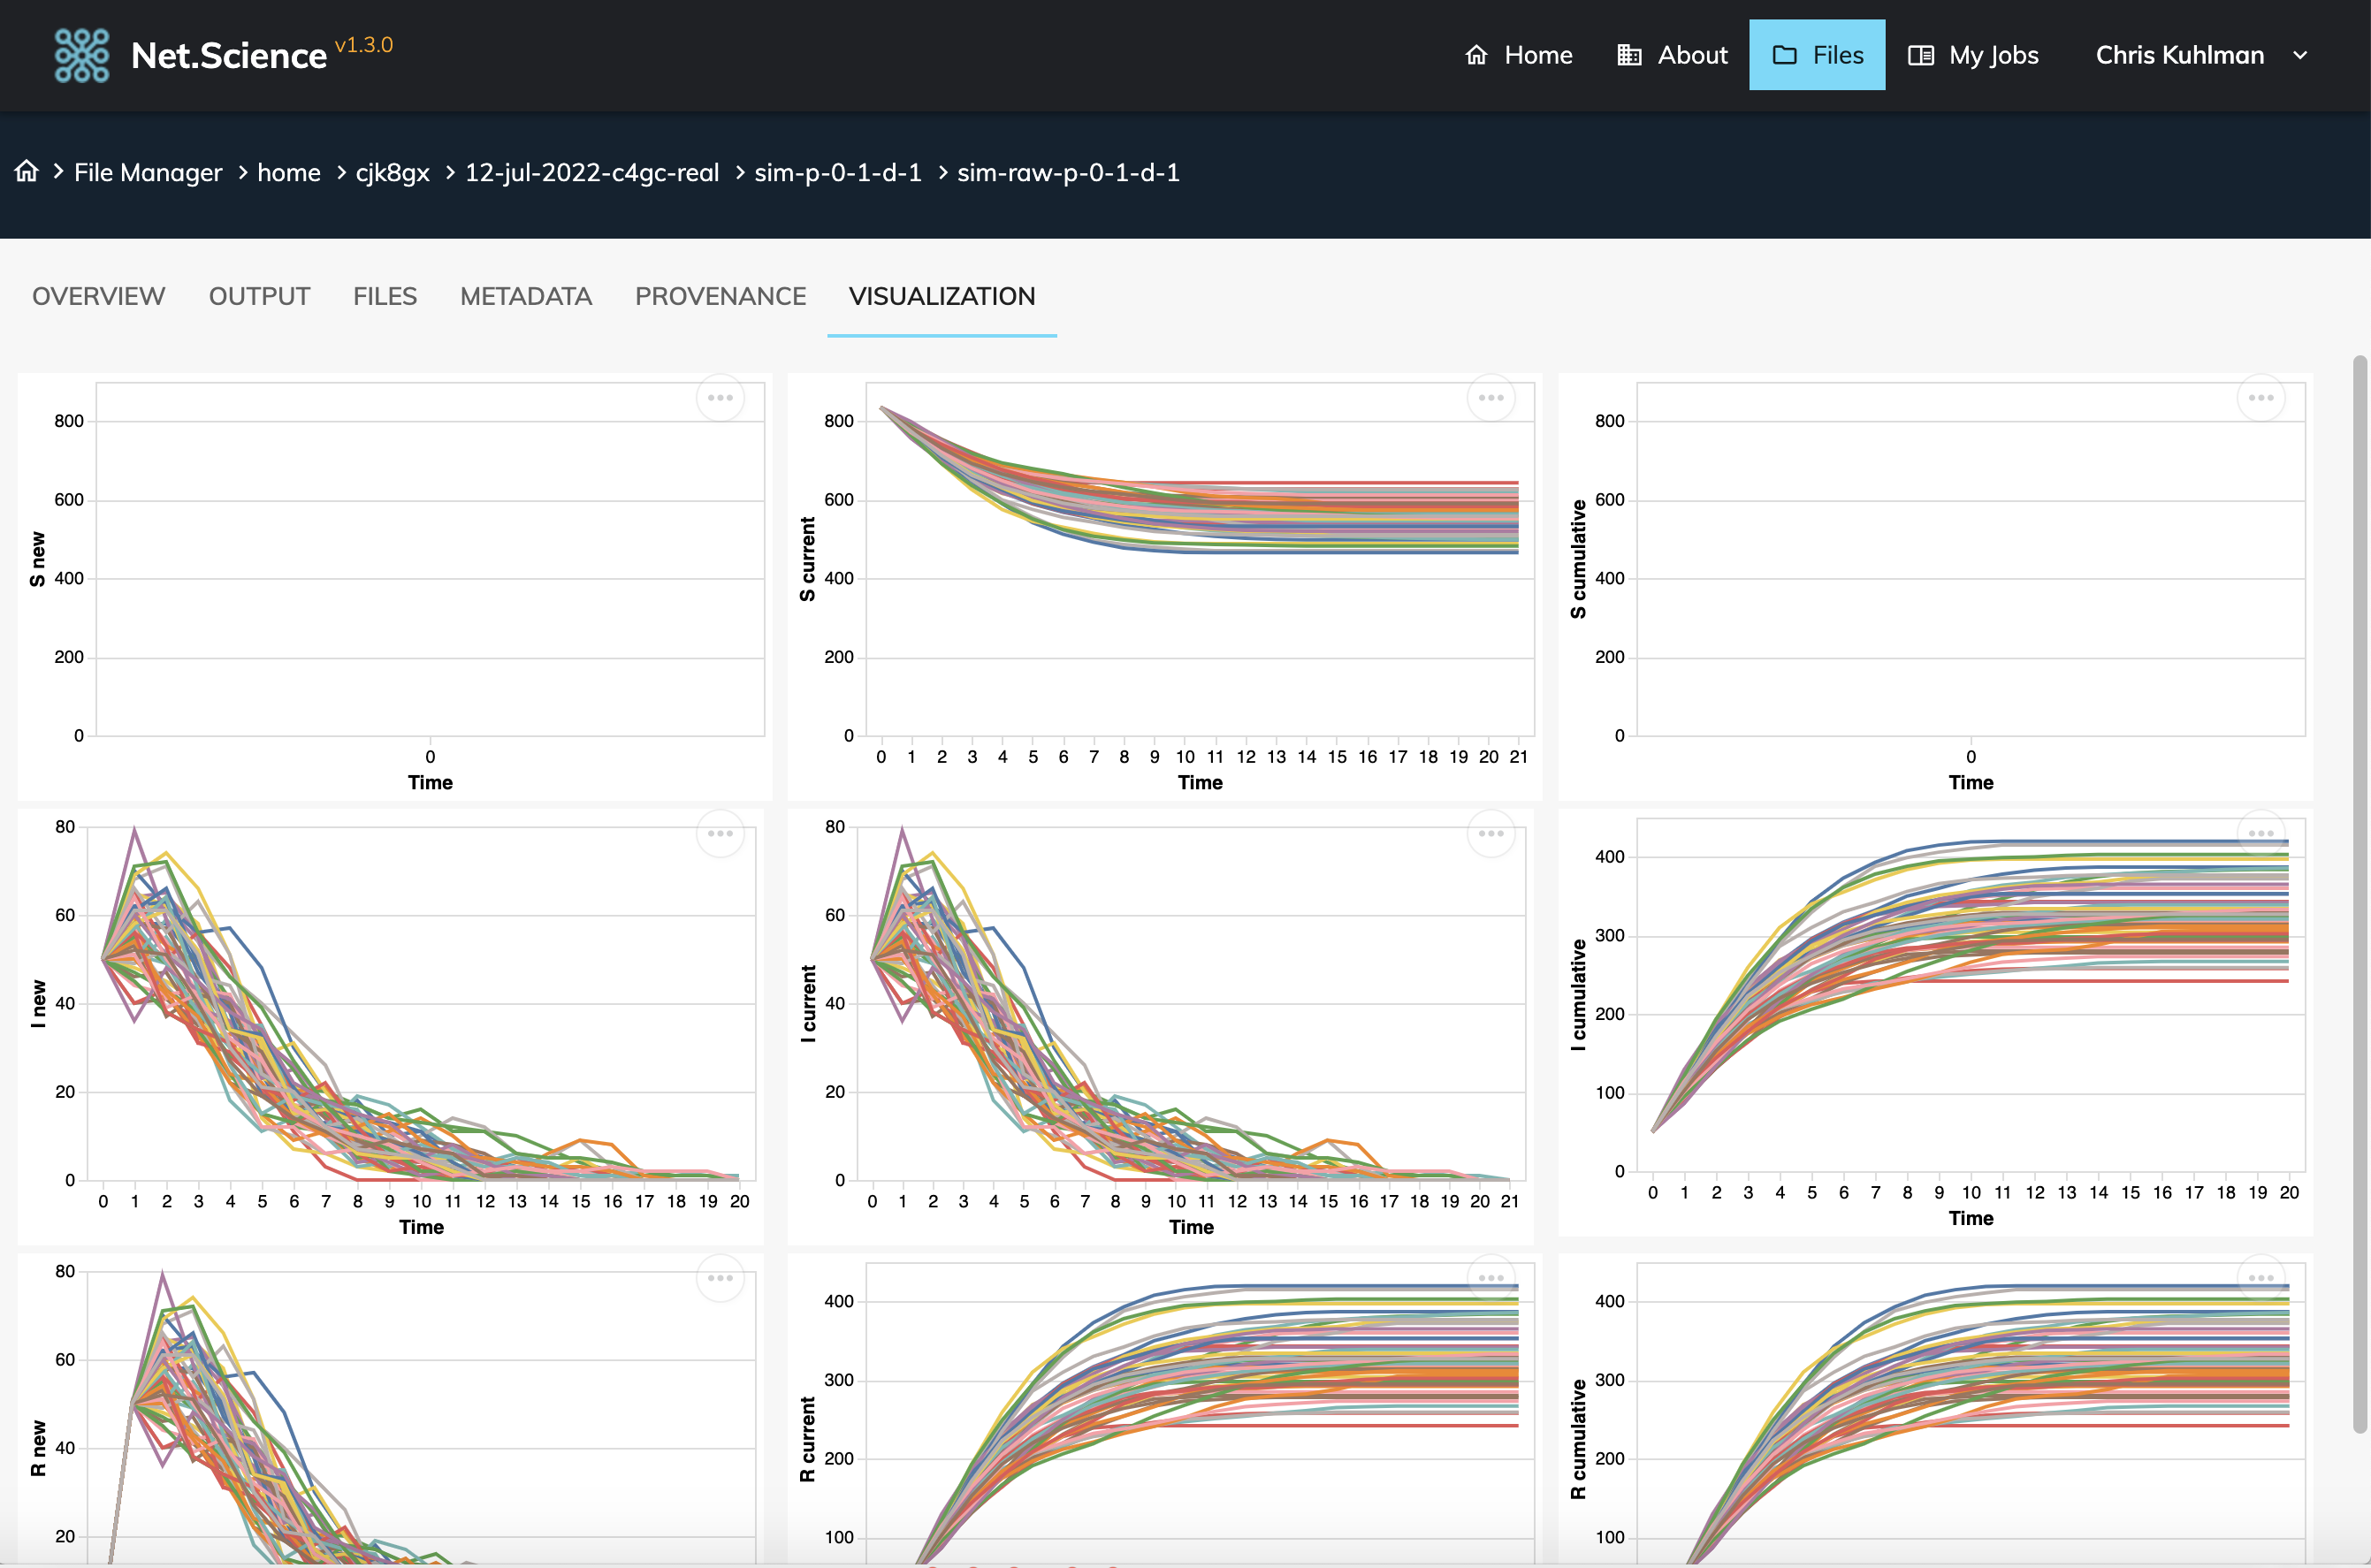 Net.Science v1.3.0
Home About Files My Jobs Chris Kuhlman
File Manager > home > cjk8gx > 12-jul-2022-c4gc-real > sim-p-0-1-d-1 > sim-raw-p-0-1-d-1
OVERVIEW OUTPUT FILES METADATA PROVENANCE VISUALIZATION
S new
800
600
400
200
0
0
Time
S current
800
600
400
200
0
0 1 2 3 4 5 6 7 8 9 10 11 12 13 14 15 16 17 18 19 20 21
Time
S cumulative
800
600
400
200
0
0
Time
I new
80
60
40
20
0
0 1 2 3 4 5 6 7 8 9 10 11 12 13 14 15 16 17 18 19 20
Time
I current
80
60
40
20
0
0 1 2 3 4 5 6 7 8 9 10 11 12 13 14 15 16 17 18 19 20 21
Time
I cumulative
400
300
200
100
0
0 1 2 3 4 5 6 7 8 9 10 11 12 13 14 15 16 17 18 19 20
Time
R new
80
60
40
20
R current
400
300
200
100
R cumulative
400
300
200
100